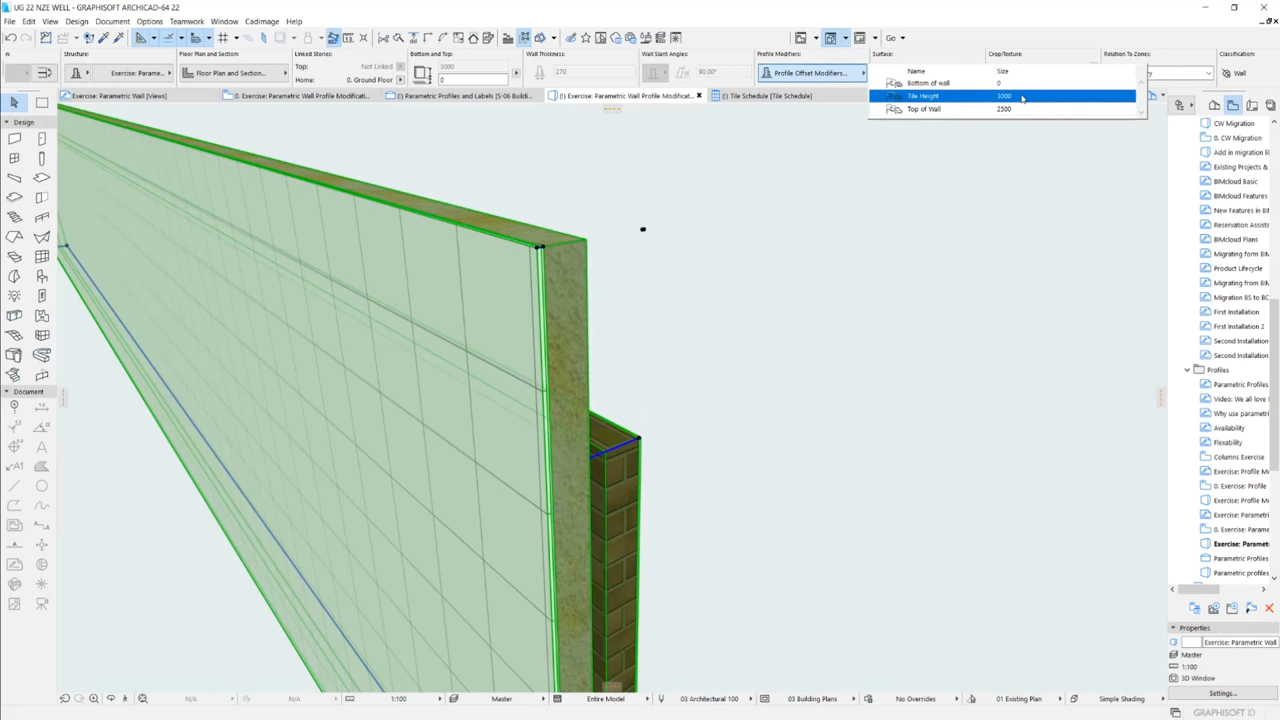 UG 22 NZE WELL - GRAPHISOFT ARCHICAD-64 22
File Edit View Design Document Options Teamwork Window Cadimage Help
Go
Structure: Floor Plan and Section: Linked Stories: Bottom and Top: Wall Thickness: Wall Slant Angles: Profile Modifiers: Surface: Crop/Texture: Relation To Zones: Classification:
Top: Not Linked 3000
Exercise: Parame... Floor Plan and Section... Home: 0. Ground Floor 0 270 90.00° Profile Offset Modifiers... Wall
Name Size
Bottom of wall 0
Tile Height 3000
Top of Wall 2500
Exercise: Parametric Wall [Views] 0. Exercise: Parametric Wall Modificati... (!) Parametric Profiles and Labels [S-06 Buildi... (!) Exercise: Parametric Wall Profile Modificat... (!) Tile Schedule [Tile Schedule]
Design
Document
CW Migration
0. CW Migration
Add in migration li
Existing Projects &
BIMcloud Basic
BIMcloud Features
New Features in BI
Reservation Assista
BIMcloud Plans
Migrating form BIM
Product Lifecycle
Migrating from BIM
Migration BS to BC
First Installation
First Installation 2
Second Installation
Second Installation
Profiles
Parametric Profiles
Video: We all love
Why use parametri
Availability
Flexability
Columns Exercise
Exercise: Profile Mo
0. Exercise: Profile
Exercise: Profile Mo
Exercise: Parametri
0. Exercise: Parame
Exercise: Parametr
Parametric Profiles
Parametric profiles
Properties
Exercise: Parametric Wall
Master
1:100
3D Window
Settings...
N/A N/A 1:100 Master Entire Model 03 Architectural 100 03 Building Plans No Overrides 01 Existing Plan Simple Shading
GRAPHISOFT ID